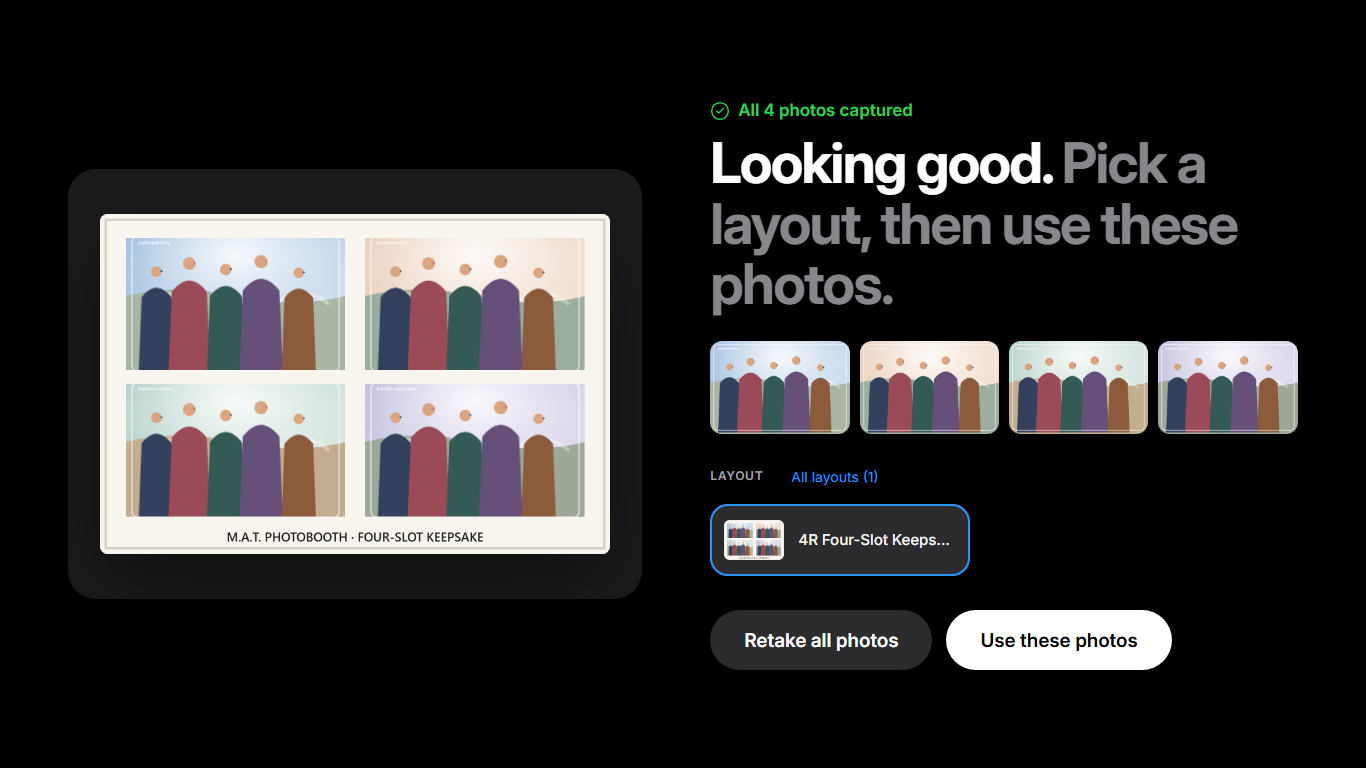 All 4 photos captured
Looking good. Pick a
layout, then use these
photos.
M.A.T. PHOTOBOOTH · FOUR-SLOT KEEPSAKE
LAYOUT
All layouts (1)
4R Four-Slot Keeps...
Retake all photos
Use these photos